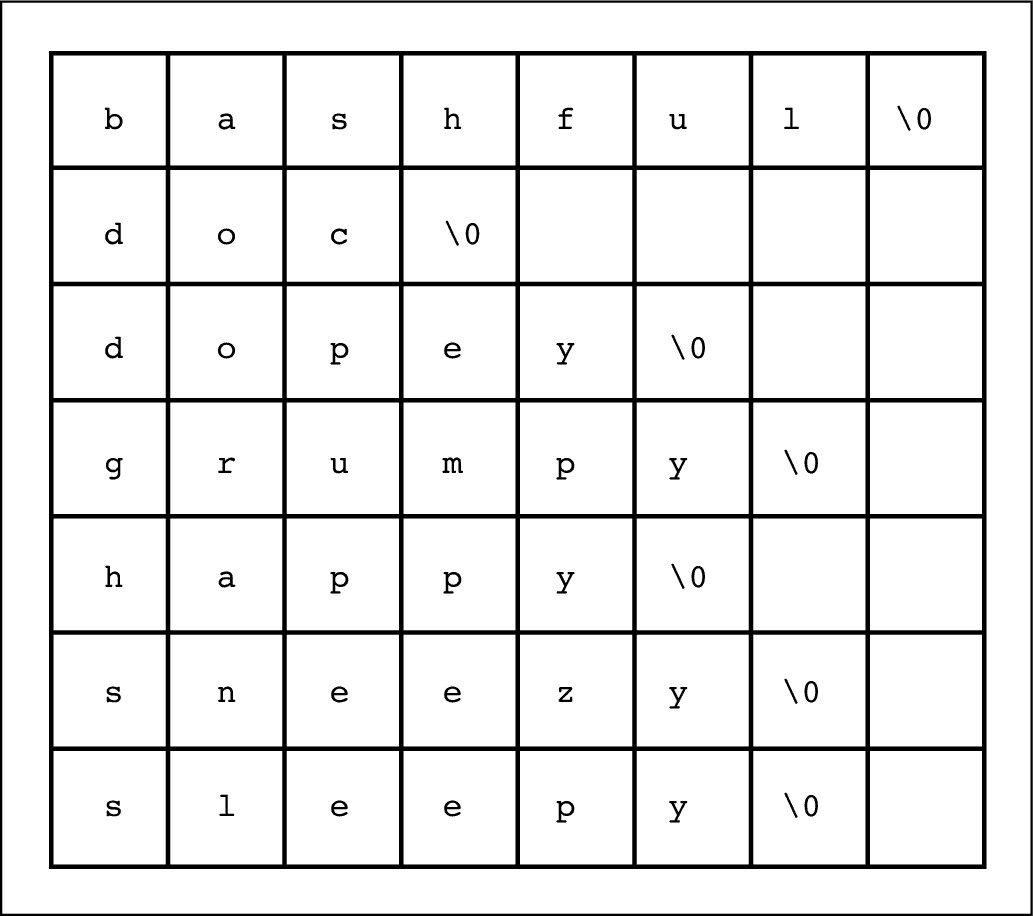 b a s h f u l \0
d o c \0
d o p e y \0
g r u m p y \0
h a p p y \0
s n e e z y \0
s l e e p y \0